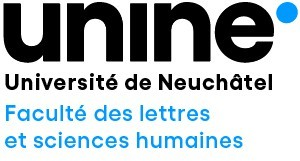 unine
Université de Neuchâtel
Faculté des lettres
et sciences humaines